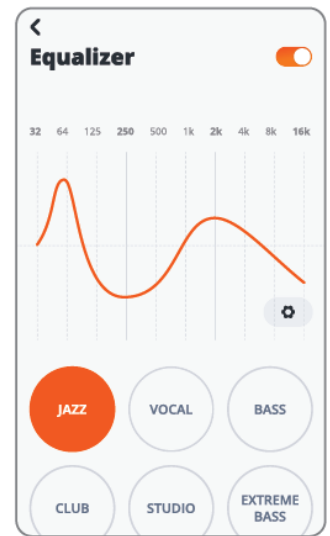 Equalizer
32 64 125 250 500 1k 2k 4k 8k 16k
JAZZ VOCAL BASS
CLUB STUDIO EXTREME
BASS